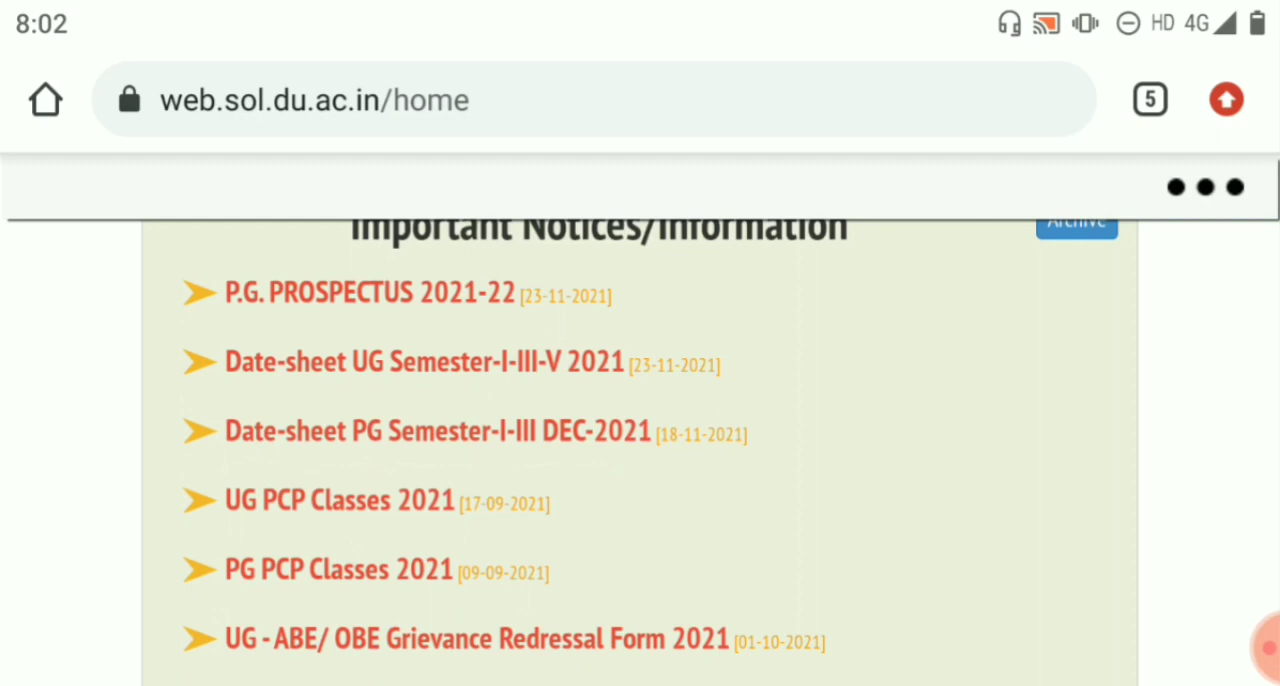 8:02
HD 4G
web.sol.du.ac.in/home
5
Important Notices/Information
Archive
P.G. PROSPECTUS 2021-22 [23-11-2021]
Date-sheet UG Semester-I-III-V 2021 [23-11-2021]
Date-sheet PG Semester-I-III DEC-2021 [18-11-2021]
UG PCP Classes 2021 [17-09-2021]
PG PCP Classes 2021 [09-09-2021]
UG - ABE/ OBE Grievance Redressal Form 2021 [01-10-2021]